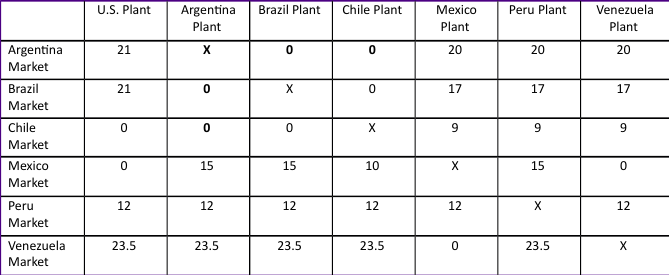 U.S. Plant Argentina Plant Brazil Plant Chile Plant Mexico Plant Peru Plant Venezuela Plant
Argentina Market 21 X 0 0 20 20 20
Brazil Market 21 0 X 0 17 17 17
Chile Market 0 0 0 X 9 9 9
Mexico Market 0 15 15 10 X 15 0
Peru Market 12 12 12 12 12 X 12
Venezuela Market 23.5 23.5 23.5 23.5 0 23.5 X